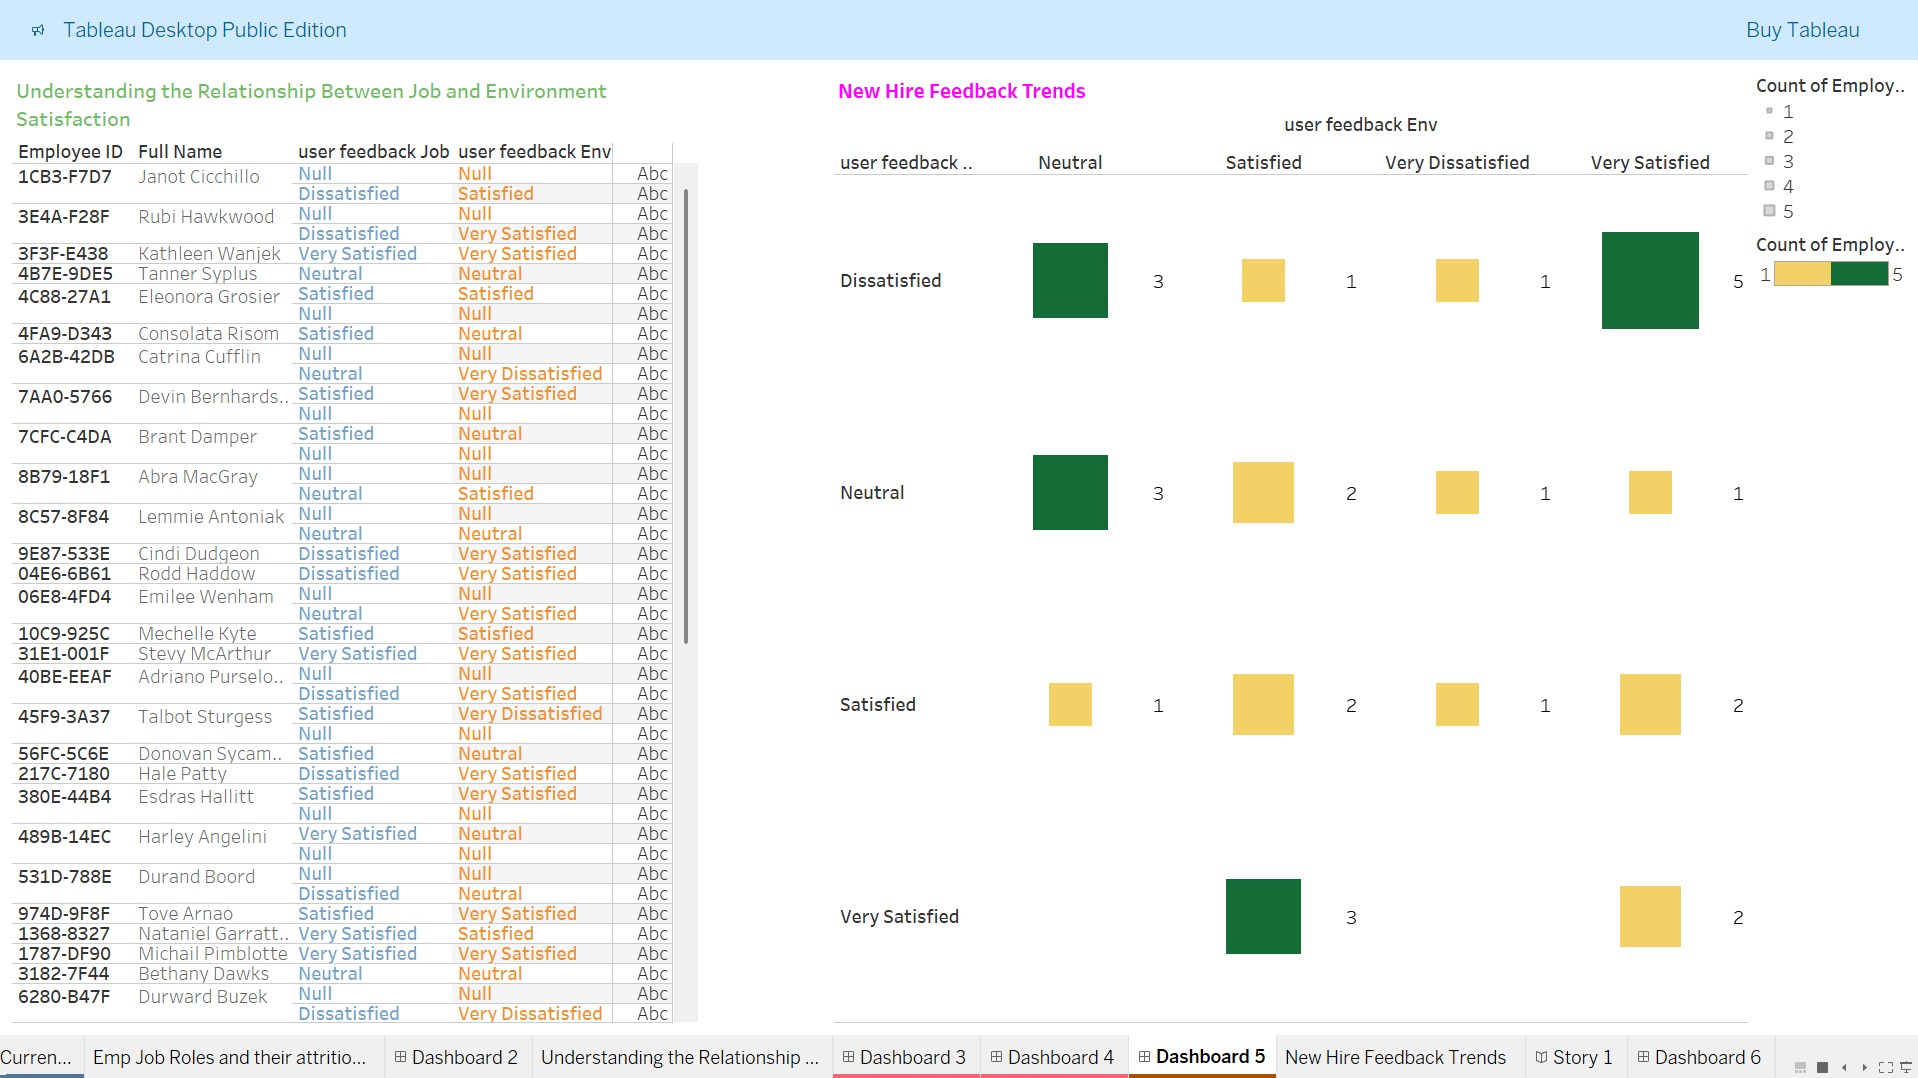 Tableau Desktop Public Edition
Buy Tableau
Understanding the Relationship Between Job and Environment
Satisfaction
Employee ID Full Name user feedback Job user feedback Env
1CB3-F7D7 Janot Cicchillo Null Null Abc
Dissatisfied Satisfied Abc
3E4A-F28F Rubi Hawkwood Null Null Abc
Dissatisfied Very Satisfied Abc
3F3F-E438 Kathleen Wanjek Very Satisfied Very Satisfied Abc
4B7E-9DE5 Tanner Syplus Neutral Neutral Abc
4C88-27A1 Eleonora Grosier Satisfied Satisfied Abc
Null Null Abc
4FA9-D343 Consolata Risom Satisfied Neutral Abc
6A2B-42DB Catrina Cufflin Null Null Abc
Neutral Very Dissatisfied Abc
7AA0-5766 Devin Bernhards.. Satisfied Very Satisfied Abc
Null Null Abc
7CFC-C4DA Brant Damper Satisfied Neutral Abc
Null Null Abc
8B79-18F1 Abra MacGray Null Null Abc
Neutral Satisfied Abc
8C57-8F84 Lemmie Antoniak Null Null Abc
Neutral Neutral Abc
9E87-533E Cindi Dudgeon Dissatisfied Very Satisfied Abc
04E6-6B61 Rodd Haddow Dissatisfied Very Satisfied Abc
06E8-4FD4 Emilee Wenham Null Null Abc
Neutral Very Satisfied Abc
10C9-925C Mechelle Kyte Satisfied Satisfied Abc
31E1-001F Stevy McArthur Very Satisfied Very Satisfied Abc
40BE-EEAF Adriano Purselo.. Null Null Abc
Dissatisfied Very Satisfied Abc
45F9-3A37 Talbot Sturgess Satisfied Very Dissatisfied Abc
Null Null Abc
56FC-5C6E Donovan Sycam.. Satisfied Neutral Abc
217C-7180 Hale Patty Dissatisfied Very Satisfied Abc
380E-44B4 Esdras Hallitt Satisfied Very Satisfied Abc
Null Null Abc
489B-14EC Harley Angelini Very Satisfied Neutral Abc
Null Null Abc
531D-788E Durand Boord Null Null Abc
Dissatisfied Neutral Abc
974D-9F8F Tove Arnao Satisfied Very Satisfied Abc
1368-8327 Nataniel Garratt.. Very Satisfied Satisfied Abc
1787-DF90 Michail Pimblotte Very Satisfied Very Satisfied Abc
3182-7F44 Bethany Dawks Neutral Neutral Abc
6280-B47F Durward Buzek Null Null Abc
Dissatisfied Very Dissatisfied Abc
New Hire Feedback Trends
user feedback Env
user feedback .. Neutral Satisfied Very Dissatisfied Very Satisfied
Dissatisfied 3 1 1 5
Neutral 3 2 1 1
Satisfied 1 2 1 2
Very Satisfied 3 2
Count of Employ..
1
2
3
4
5
Count of Employ..
1 5
Curren... Emp Job Roles and their attritio... Dashboard 2 Understanding the Relationship ... Dashboard 3 Dashboard 4 Dashboard 5 New Hire Feedback Trends Story 1 Dashboard 6